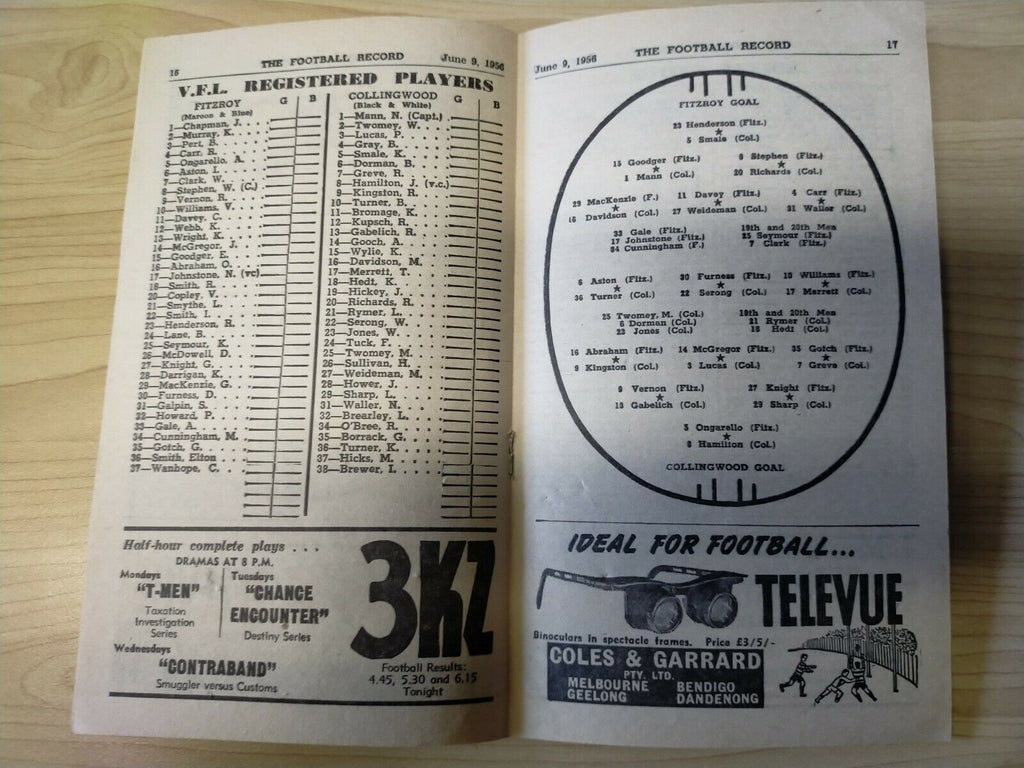 16 THE FOOTBALL RECORD June 9, 1956
V.F.L. REGISTERED PLAYERS
FITZROY G B
(Maroon & Blue)
1—Chapman, J.
2—Murray, K.
3—Pert, B.
4—Carr, R.
5—Ongarello, A.
6—Aston, I.
7—Clark, W.
8—Stephen, W. (C.)
9—Vernon, R.
10—Williams, V.
11—Davey, C.
12—Webb, K.
13—Wright, K.
14—McGregor, J.
15—Goodger, E.
16—Abraham, O.
17—Johnstone, N. (vc)
18—Smith, R.
20—Copley, V.
21—Smythe, L.
22—Smith, I.
23—Henderson, R.
24—Lane, B.
25—Seymour, K.
26—McDowell, D.
27—Knight, G.
28—Darrigan, K.
29—MacKenzie, G.
30—Furness, D.
31—Galpin, S.
32—Howard, P.
33—Gale, A.
34—Cunningham, M.
35—Gotch, G.
36—Smith, Elton
37—Wanhope, C.
COLLINGWOOD G B
(Black & White)
1—Mann, N. (Capt.)
2—Twomey, W.
3—Lucas, P.
4—Gray, B.
5—Smale, K.
6—Dorman, B.
7—Greve, R.
8—Hamilton, J. (v.c.)
9—Kingston, R.
10—Turner, B.
11—Bromage, K.
12—Kupsch, R.
13—Gabelich, R.
14—Gooch, A.
15—Wylie, K.
16—Davidson, M.
17—Merrett, T.
18—Hedt, K.
19—Hickey, J.
20—Richards, R.
21—Rymer, L.
22—Serong, W.
23—Jones, W.
24—Tuck, F.
25—Twomey, M.
26—Sullivan, H.
27—Weideman, M.
28—Hower, J.
29—Sharp, L.
31—Waller, N.
32—Brearley, L.
34—O'Bree, R.
35—Borrack, G.
36—Turner, K.
37—Hicks, M.
38—Brewer, I.
Half-hour complete plays . . .
DRAMAS AT 8 P.M.
Mondays
"T-MEN"
Taxation
Investigation
Series
Tuesdays
"CHANCE
ENCOUNTER"
Destiny Series
Wednesdays
"CONTRABAND"
Smuggler versus Customs
3KZ
Football Results:
4.45, 5.30 and 6.15
Tonight
June 9, 1956 THE FOOTBALL RECORD 17
FITZROY GOAL
23 Henderson (Fitz.)
5 Smale (Col.)
15 Goodger (Fitz.) 8 Stephen (Fitz.)
1 Mann (Col.) 20 Richards (Col.)
29 MacKenzie (F.) 11 Davey (Fitz.) 4 Carr (Fitz.)
16 Davidson (Col.) 27 Weideman (Col.) 31 Waller (Col.)
33 Gale (Fitz.) 19th and 20th Men
17 Johnstone (Fitz.) 25 Seymour (Fitz.)
34 Cunningham (F.) 7 Clark (Fitz.)
6 Aston (Fitz.) 30 Furness (Fitz.) 10 Williams (Fitz.)
36 Turner (Col.) 22 Serong (Col.) 17 Merrett (Col.)
25 Twomey, M. (Col.) 19th and 20th Men
6 Dorman (Col.) 21 Rymer (Col.)
23 Jones (Col.) 18 Hedt (Col.)
16 Abraham (Fitz.) 14 McGregor (Fitz.) 35 Gotch (Fitz.)
9 Kingston (Col.) 3 Lucas (Col.) 7 Greve (Col.)
9 Vernon (Fitz.) 27 Knight (Fitz.)
13 Gabelich (Col.) 29 Sharp (Col.)
5 Ongarello (Fitz.)
8 Hamilton (Col.)
COLLINGWOOD GOAL
IDEAL FOR FOOTBALL...
TELEVUE
Binoculars in spectacle frames. Price £3/5/-
COLES & GARRARD
PTY. LTD.
MELBOURNE BENDIGO
GEELONG DANDENONG